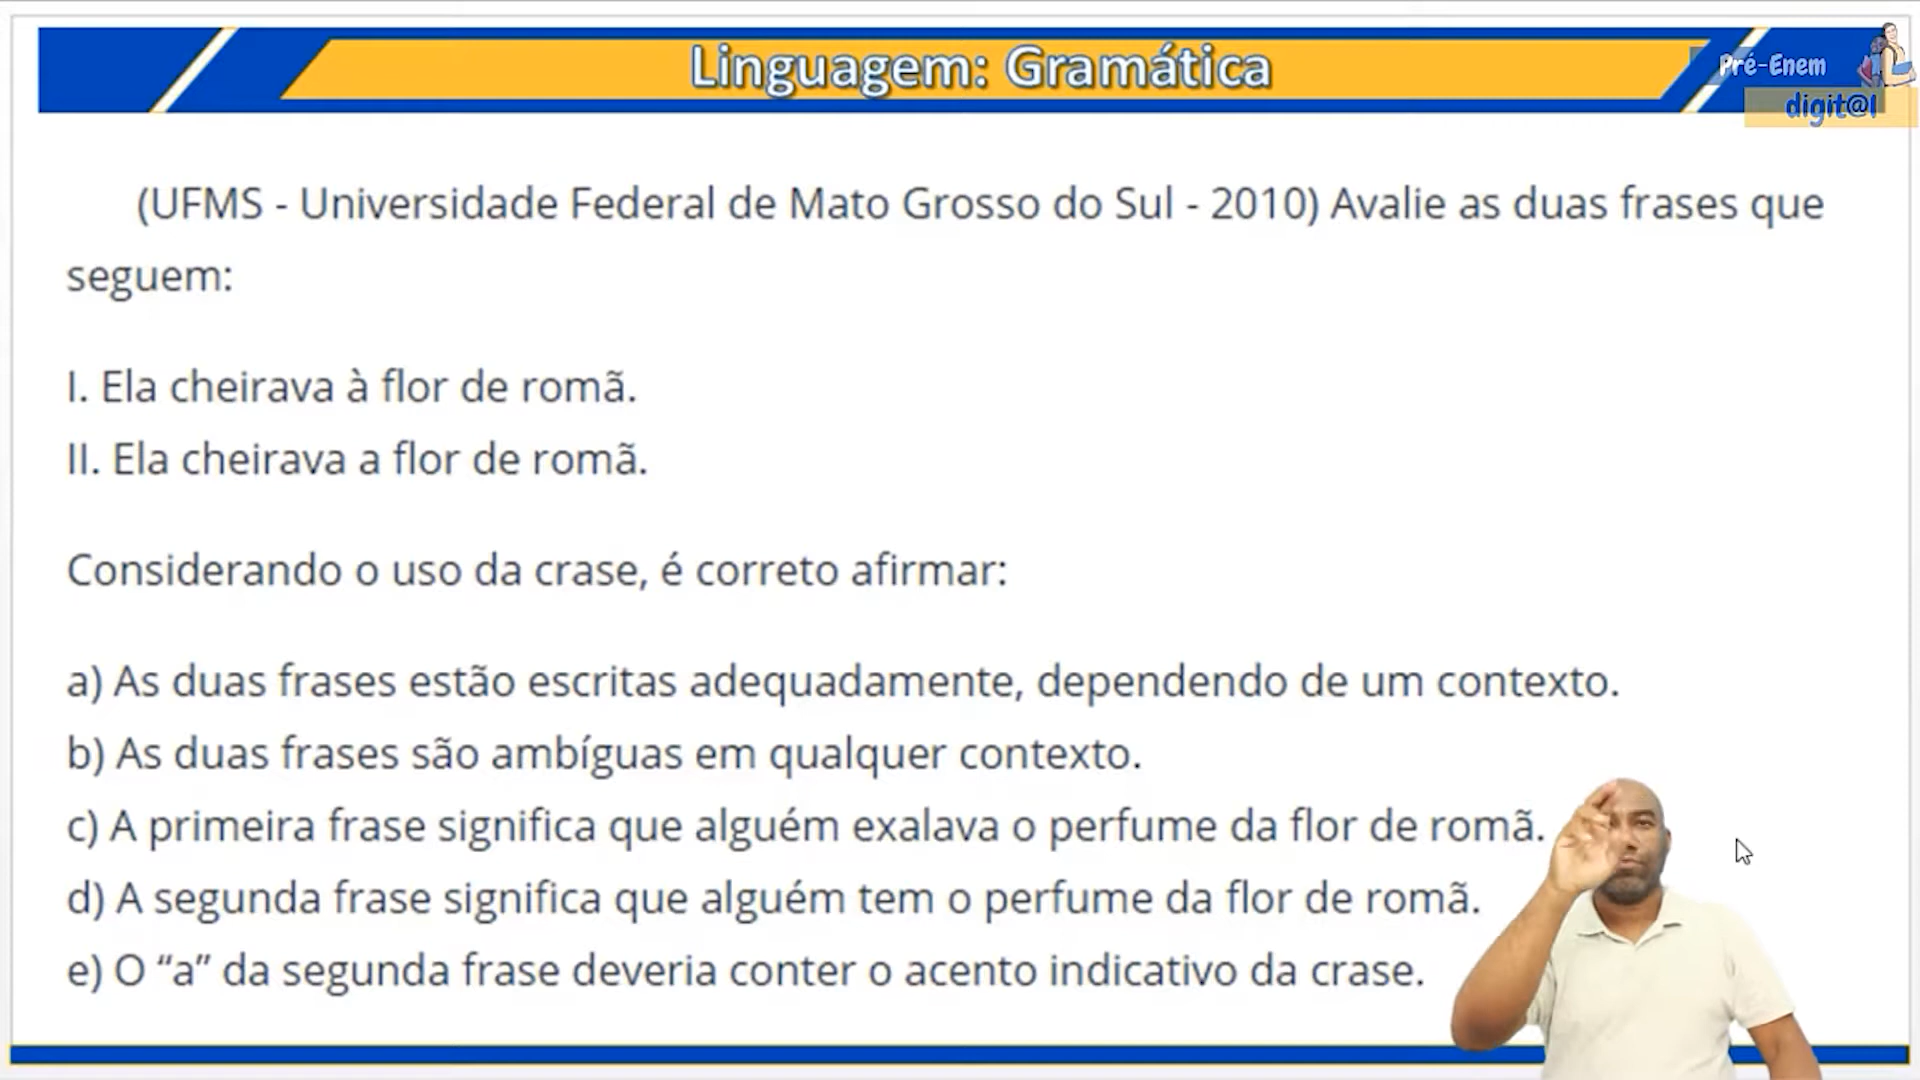 Linguagem: Gramática
Pré-Enem
digit@l
(UFMS - Universidade Federal de Mato Grosso do Sul - 2010) Avalie as duas frases que
seguem:
I. Ela cheirava à flor de romã.
II. Ela cheirava a flor de romã.
Considerando o uso da crase, é correto afirmar:
a) As duas frases estão escritas adequadamente, dependendo de um contexto.
b) As duas frases são ambíguas em qualquer contexto.
c) A primeira frase significa que alguém exalava o perfume da flor de romã.
d) A segunda frase significa que alguém tem o perfume da flor de romã.
e) O “a” da segunda frase deveria conter o acento indicativo da crase.